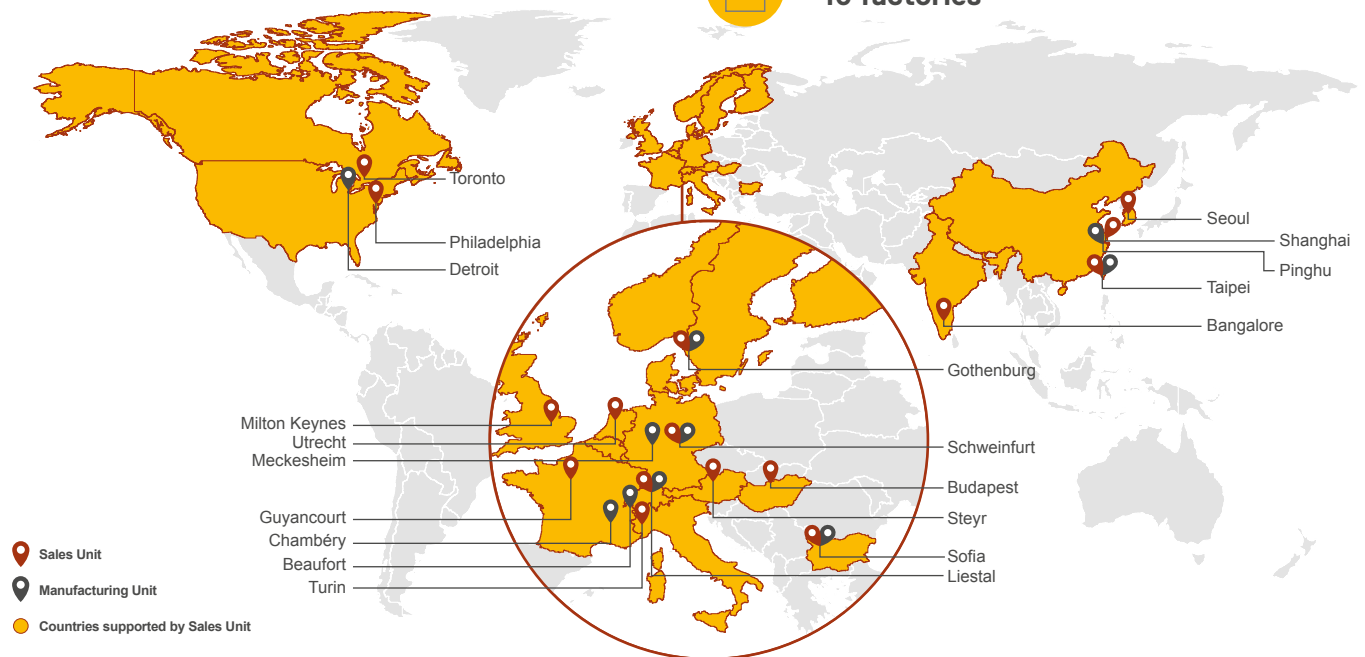 factories
Toronto
Philadelphia
Detroit
Seoul
Shanghai
Pinghu
Taipei
Bangalore
Gothenburg
Milton Keynes
Utrecht
Meckesheim
Schweinfurt
Budapest
Guyancourt
Steyr
Chambéry
Sofia
Beaufort
Liestal
Turin
Sales Unit
Manufacturing Unit
Countries supported by Sales Unit